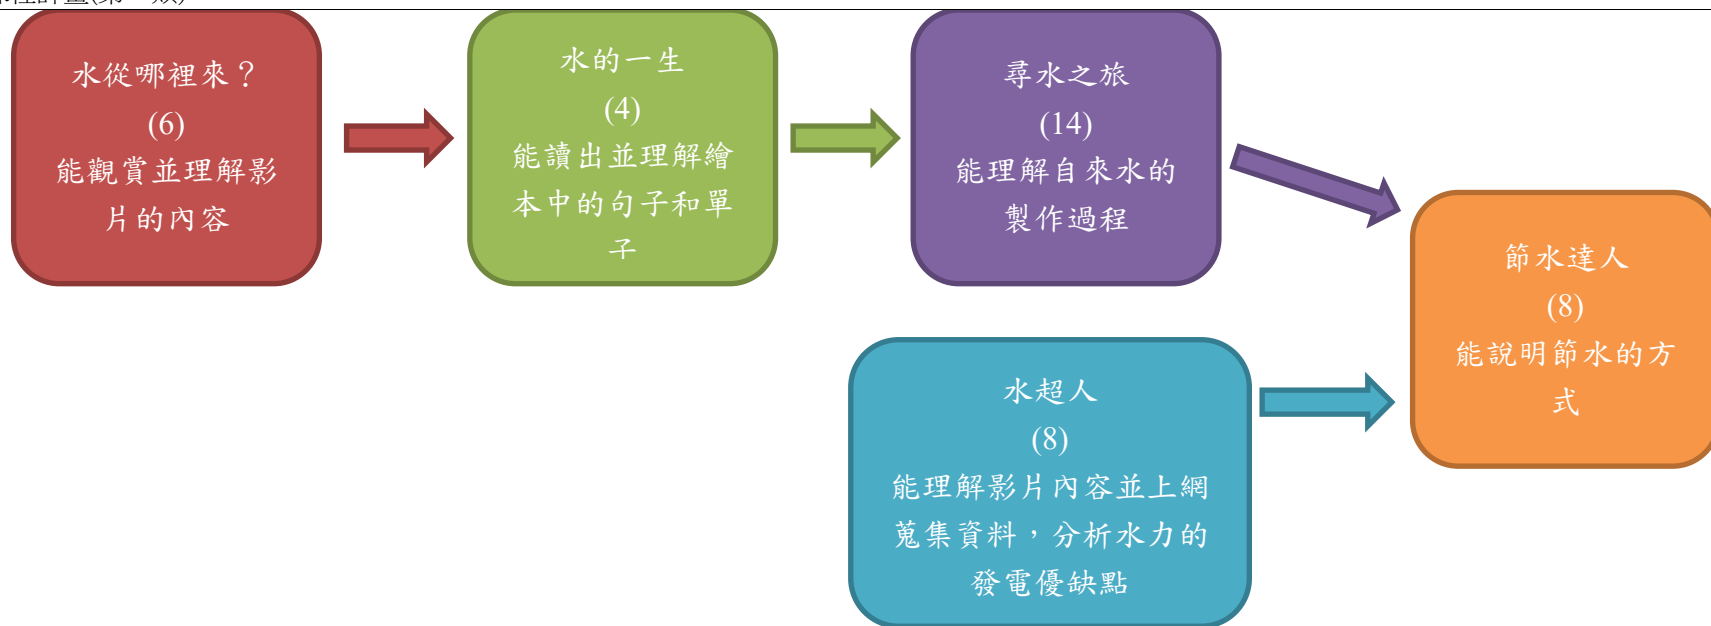 水從哪裡來？
(6)
能觀賞並理解影
片的內容
水的一生
(4)
能讀出並理解繪
本中的句子和單
子
尋水之旅
(14)
能理解自來水的
製作過程
節水達人
(8)
能說明節水的方
式
水超人
(8)
能理解影片內容並上網
蒐集資料，分析水力的
發電優缺點